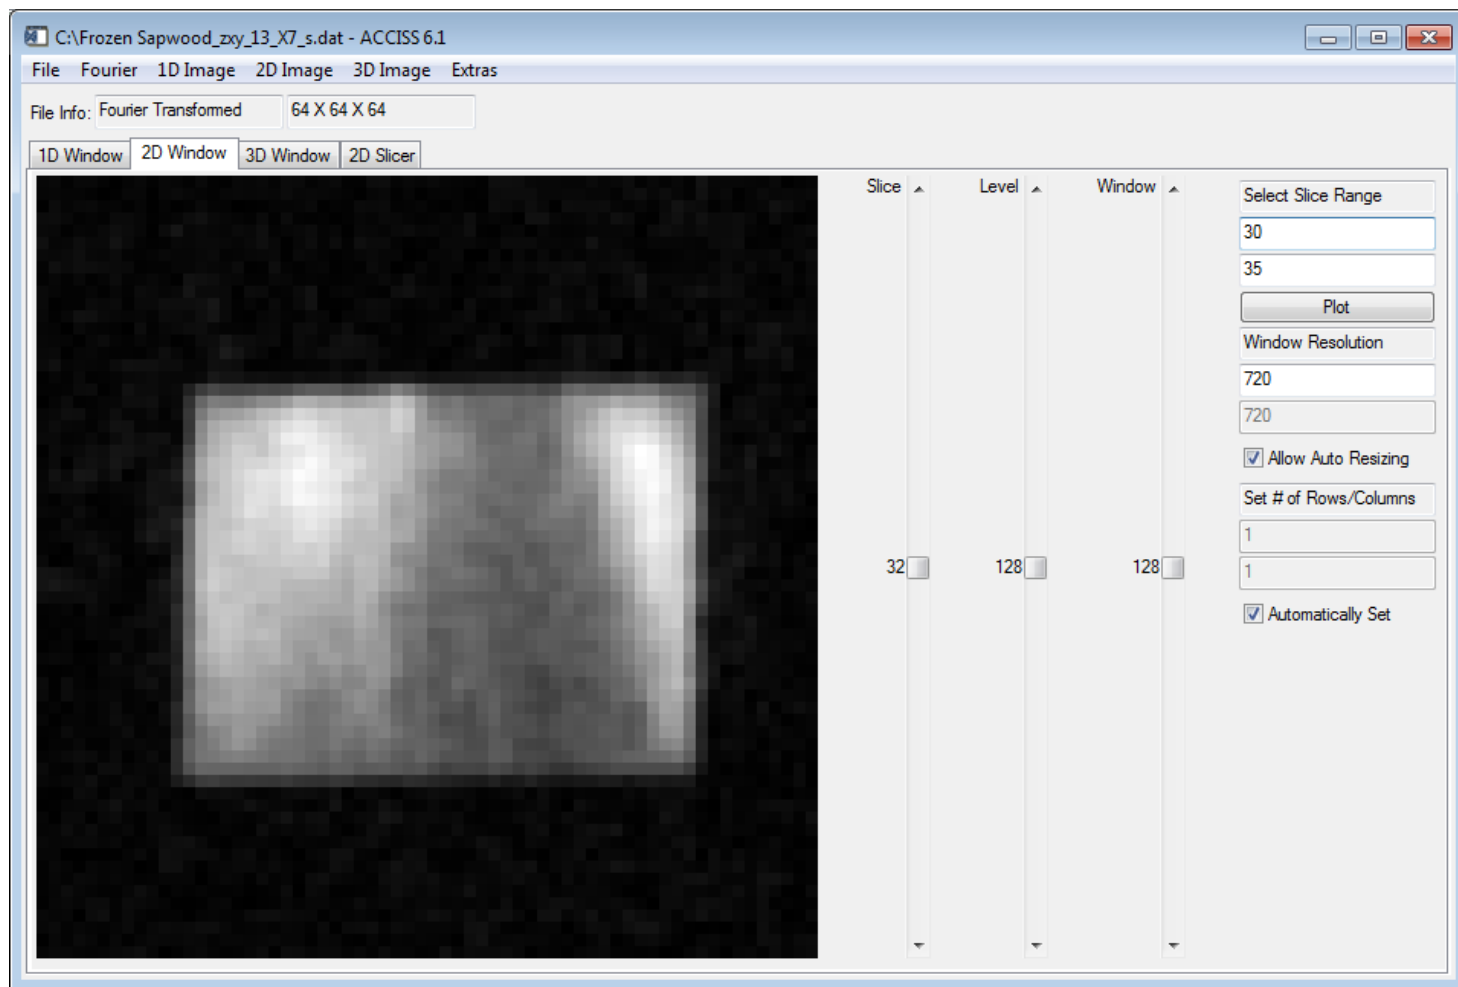 C:\Frozen Sapwood_zxy_13_X7_s.dat - ACCISS 6.1
File Fourier 1D Image 2D Image 3D Image Extras
File Info: Fourier Transformed 64 X 64 X 64
1D Window 2D Window 3D Window 2D Slicer
Slice Level Window
32 128 128
Select Slice Range
30
35
Plot
Window Resolution
720
720
Allow Auto Resizing
Set # of Rows/Columns
1
1
Automatically Set